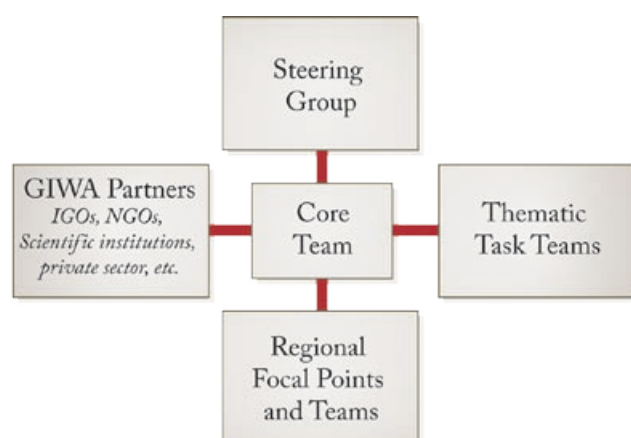 Steering
Group
GIWA Partners
IGOs, NGOs,
Scientific institutions,
private sector, etc.
Core
Team
Thematic
Task Teams
Regional
Focal Points
and Teams